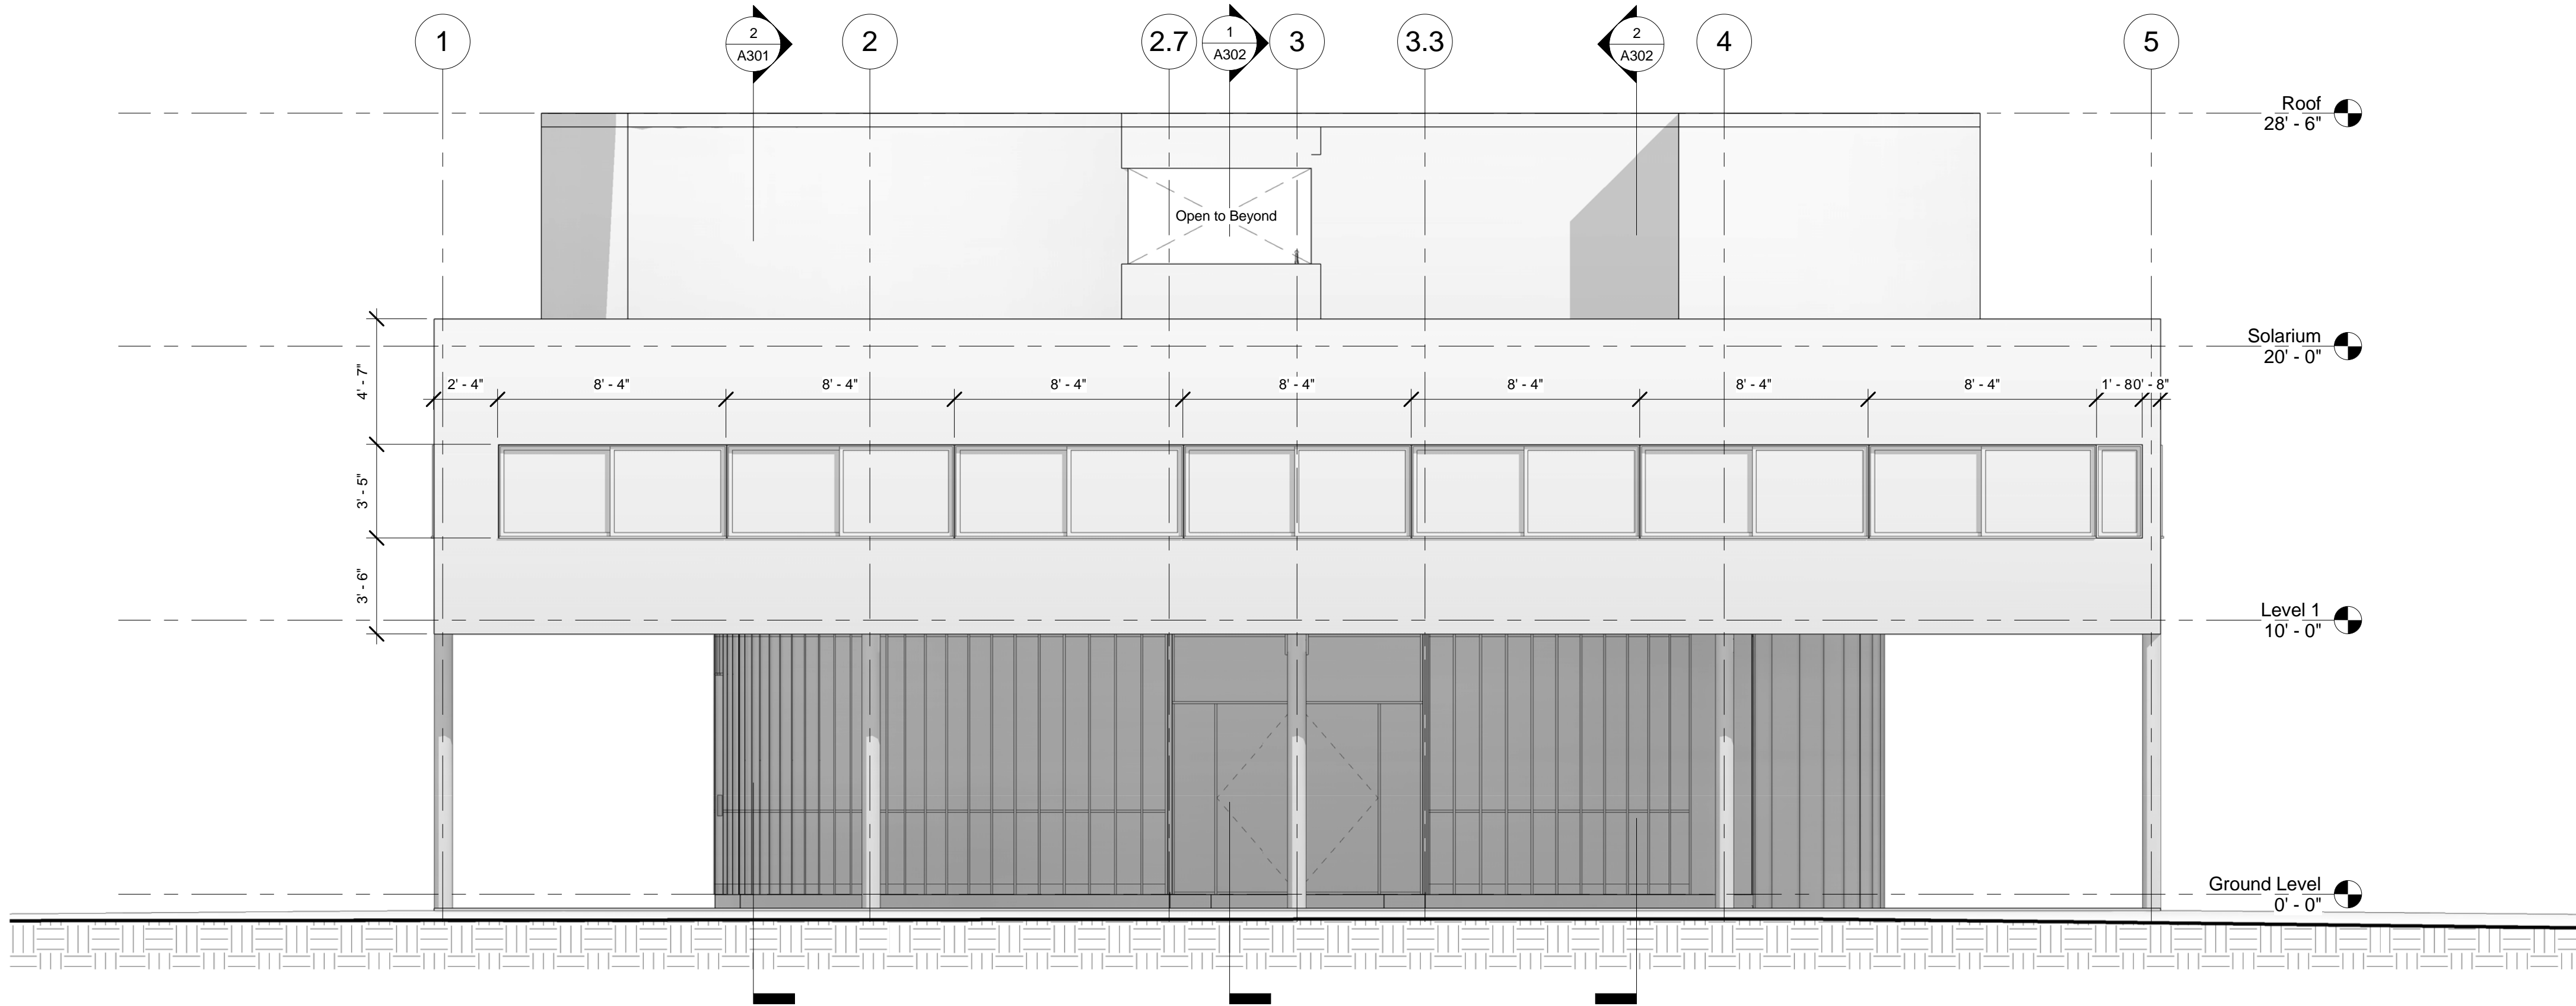 1
2
A301
2
2.7
1
A302
3
3.3
2
A302
4
5
Roof
28' - 6"
Open to Beyond
Solarium
20' - 0"
4' - 7"
2' - 4"
8' - 4"
8' - 4"
8' - 4"
8' - 4"
8' - 4"
8' - 4"
8' - 4"
1' - 8
0' - 8"
3' - 5"
3' - 6"
Level 1
10' - 0"
Ground Level
0' - 0"